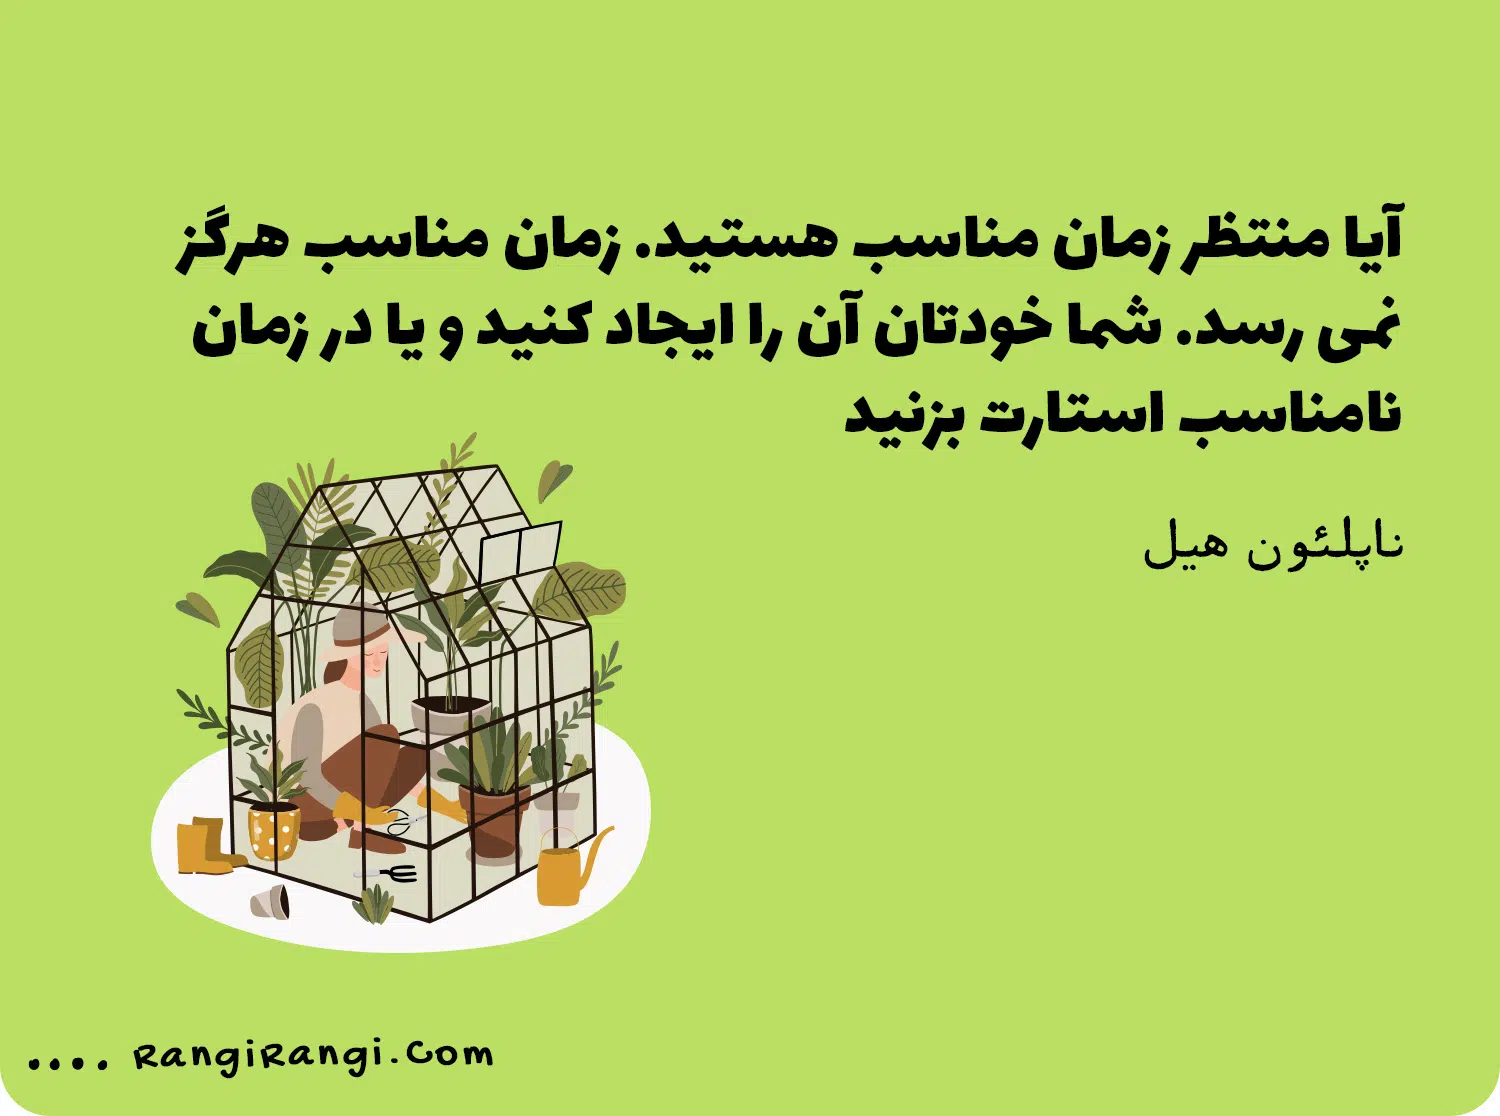 آیا منتظر زمان مناسب هستید. زمان مناسب هرگز
نمی رسد. شما خودتان آن را ایجاد کنید و یا در زمان
نامناسب استارت بزنید
ناپلئون هیل
.... RangiRangi.Com